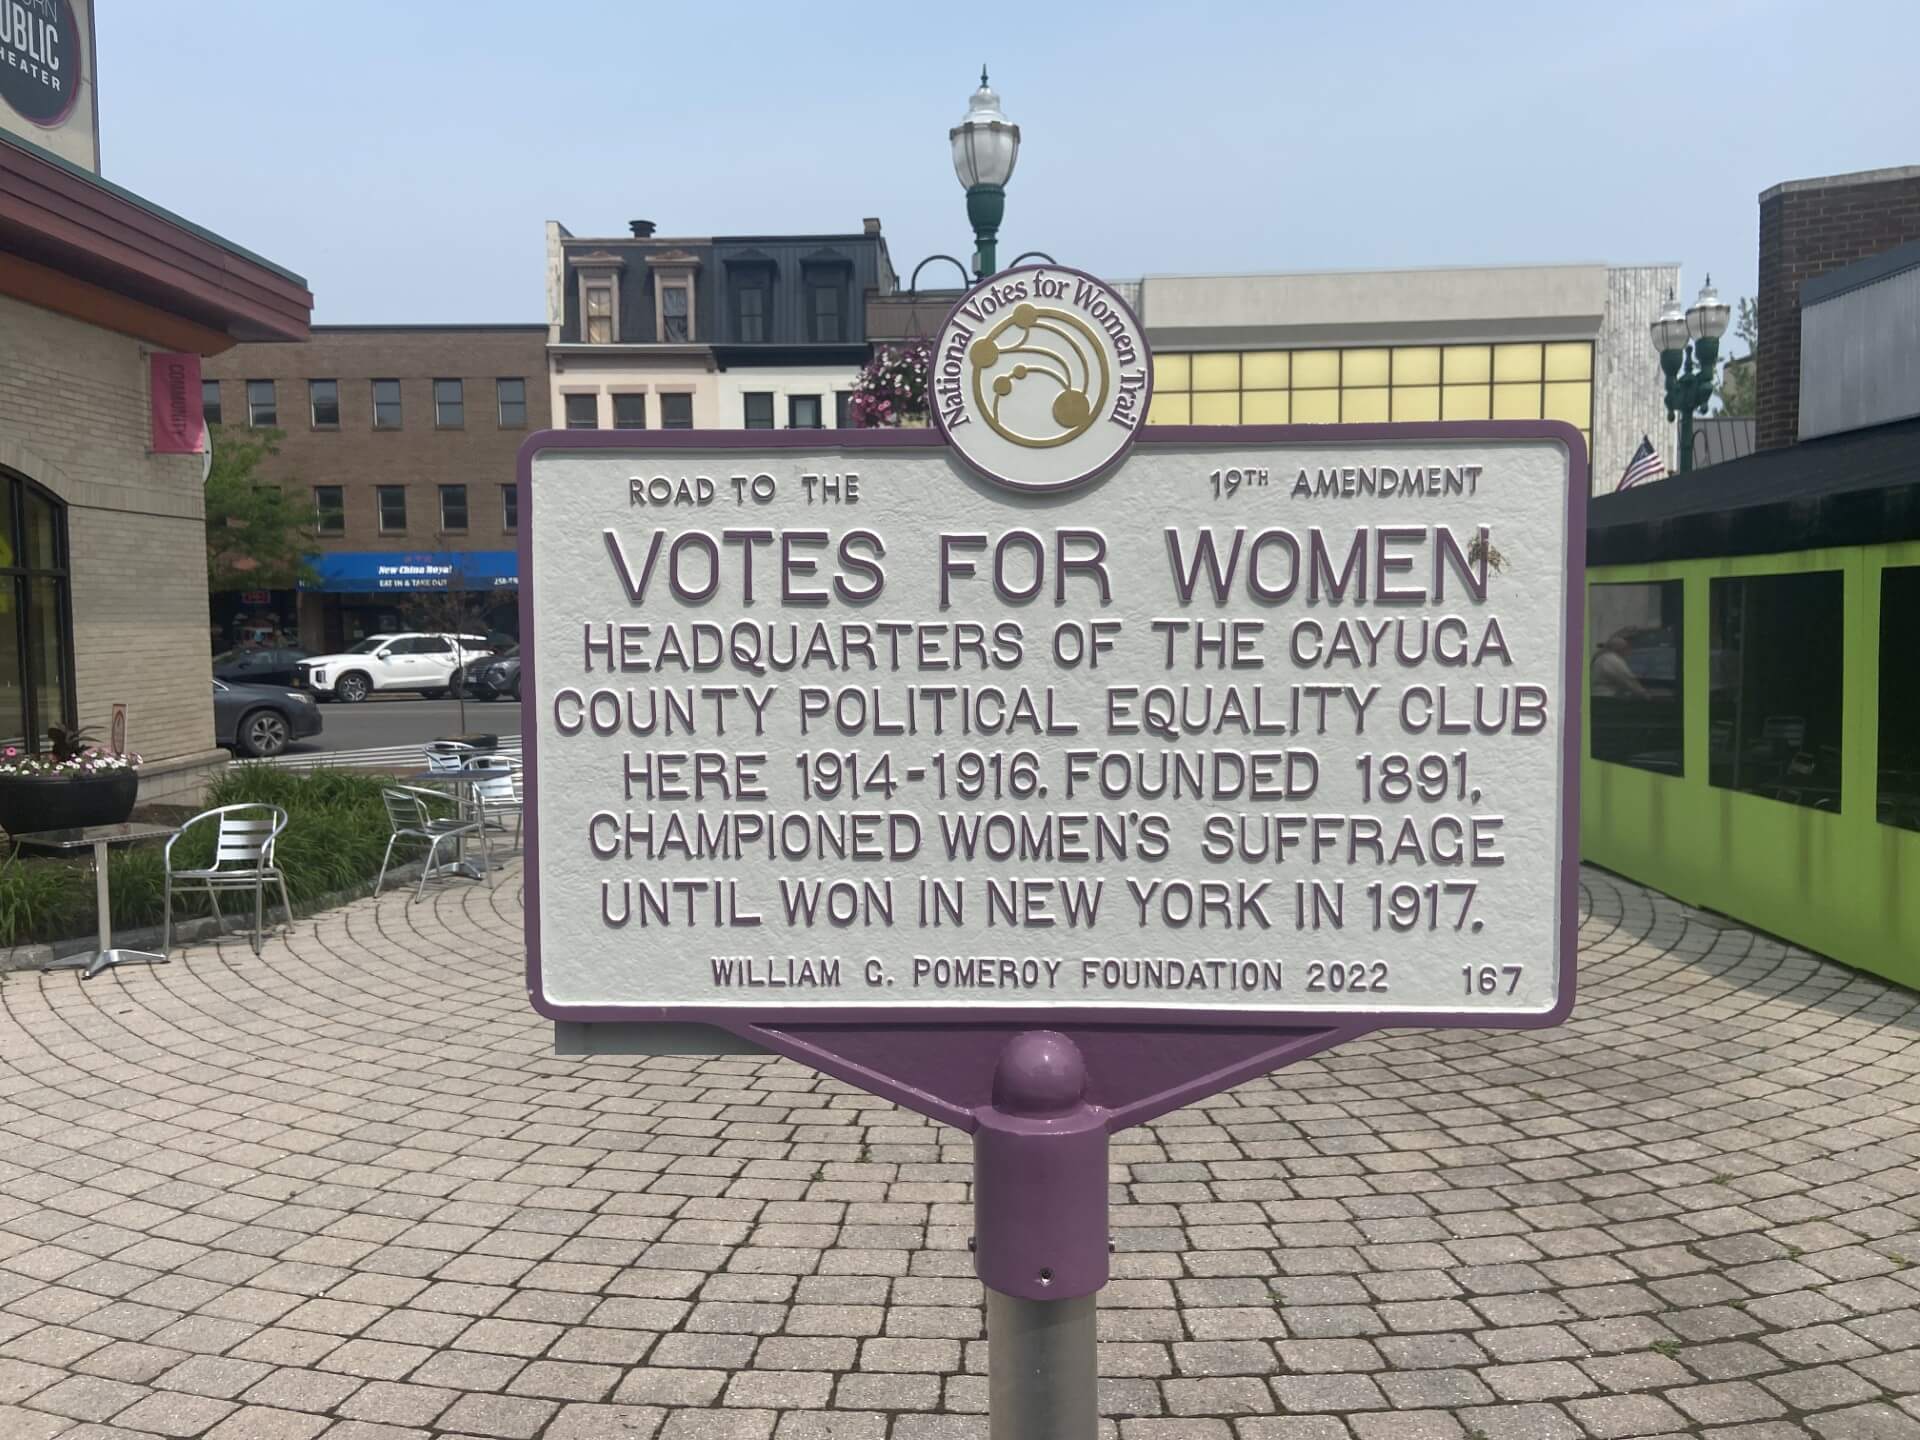 PUBLIC
THEATER
COMMUNITY
New China Royal
EAT IN & TAKE OUT
National Votes for Women Trail
ROAD TO THE 19TH AMENDMENT
VOTES FOR WOMEN
HEADQUARTERS OF THE CAYUGA
COUNTY POLITICAL EQUALITY CLUB
HERE 1914-1916. FOUNDED 1891.
CHAMPIONED WOMEN'S SUFFRAGE
UNTIL WON IN NEW YORK IN 1917.
WILLIAM G. POMEROY FOUNDATION 2022 167